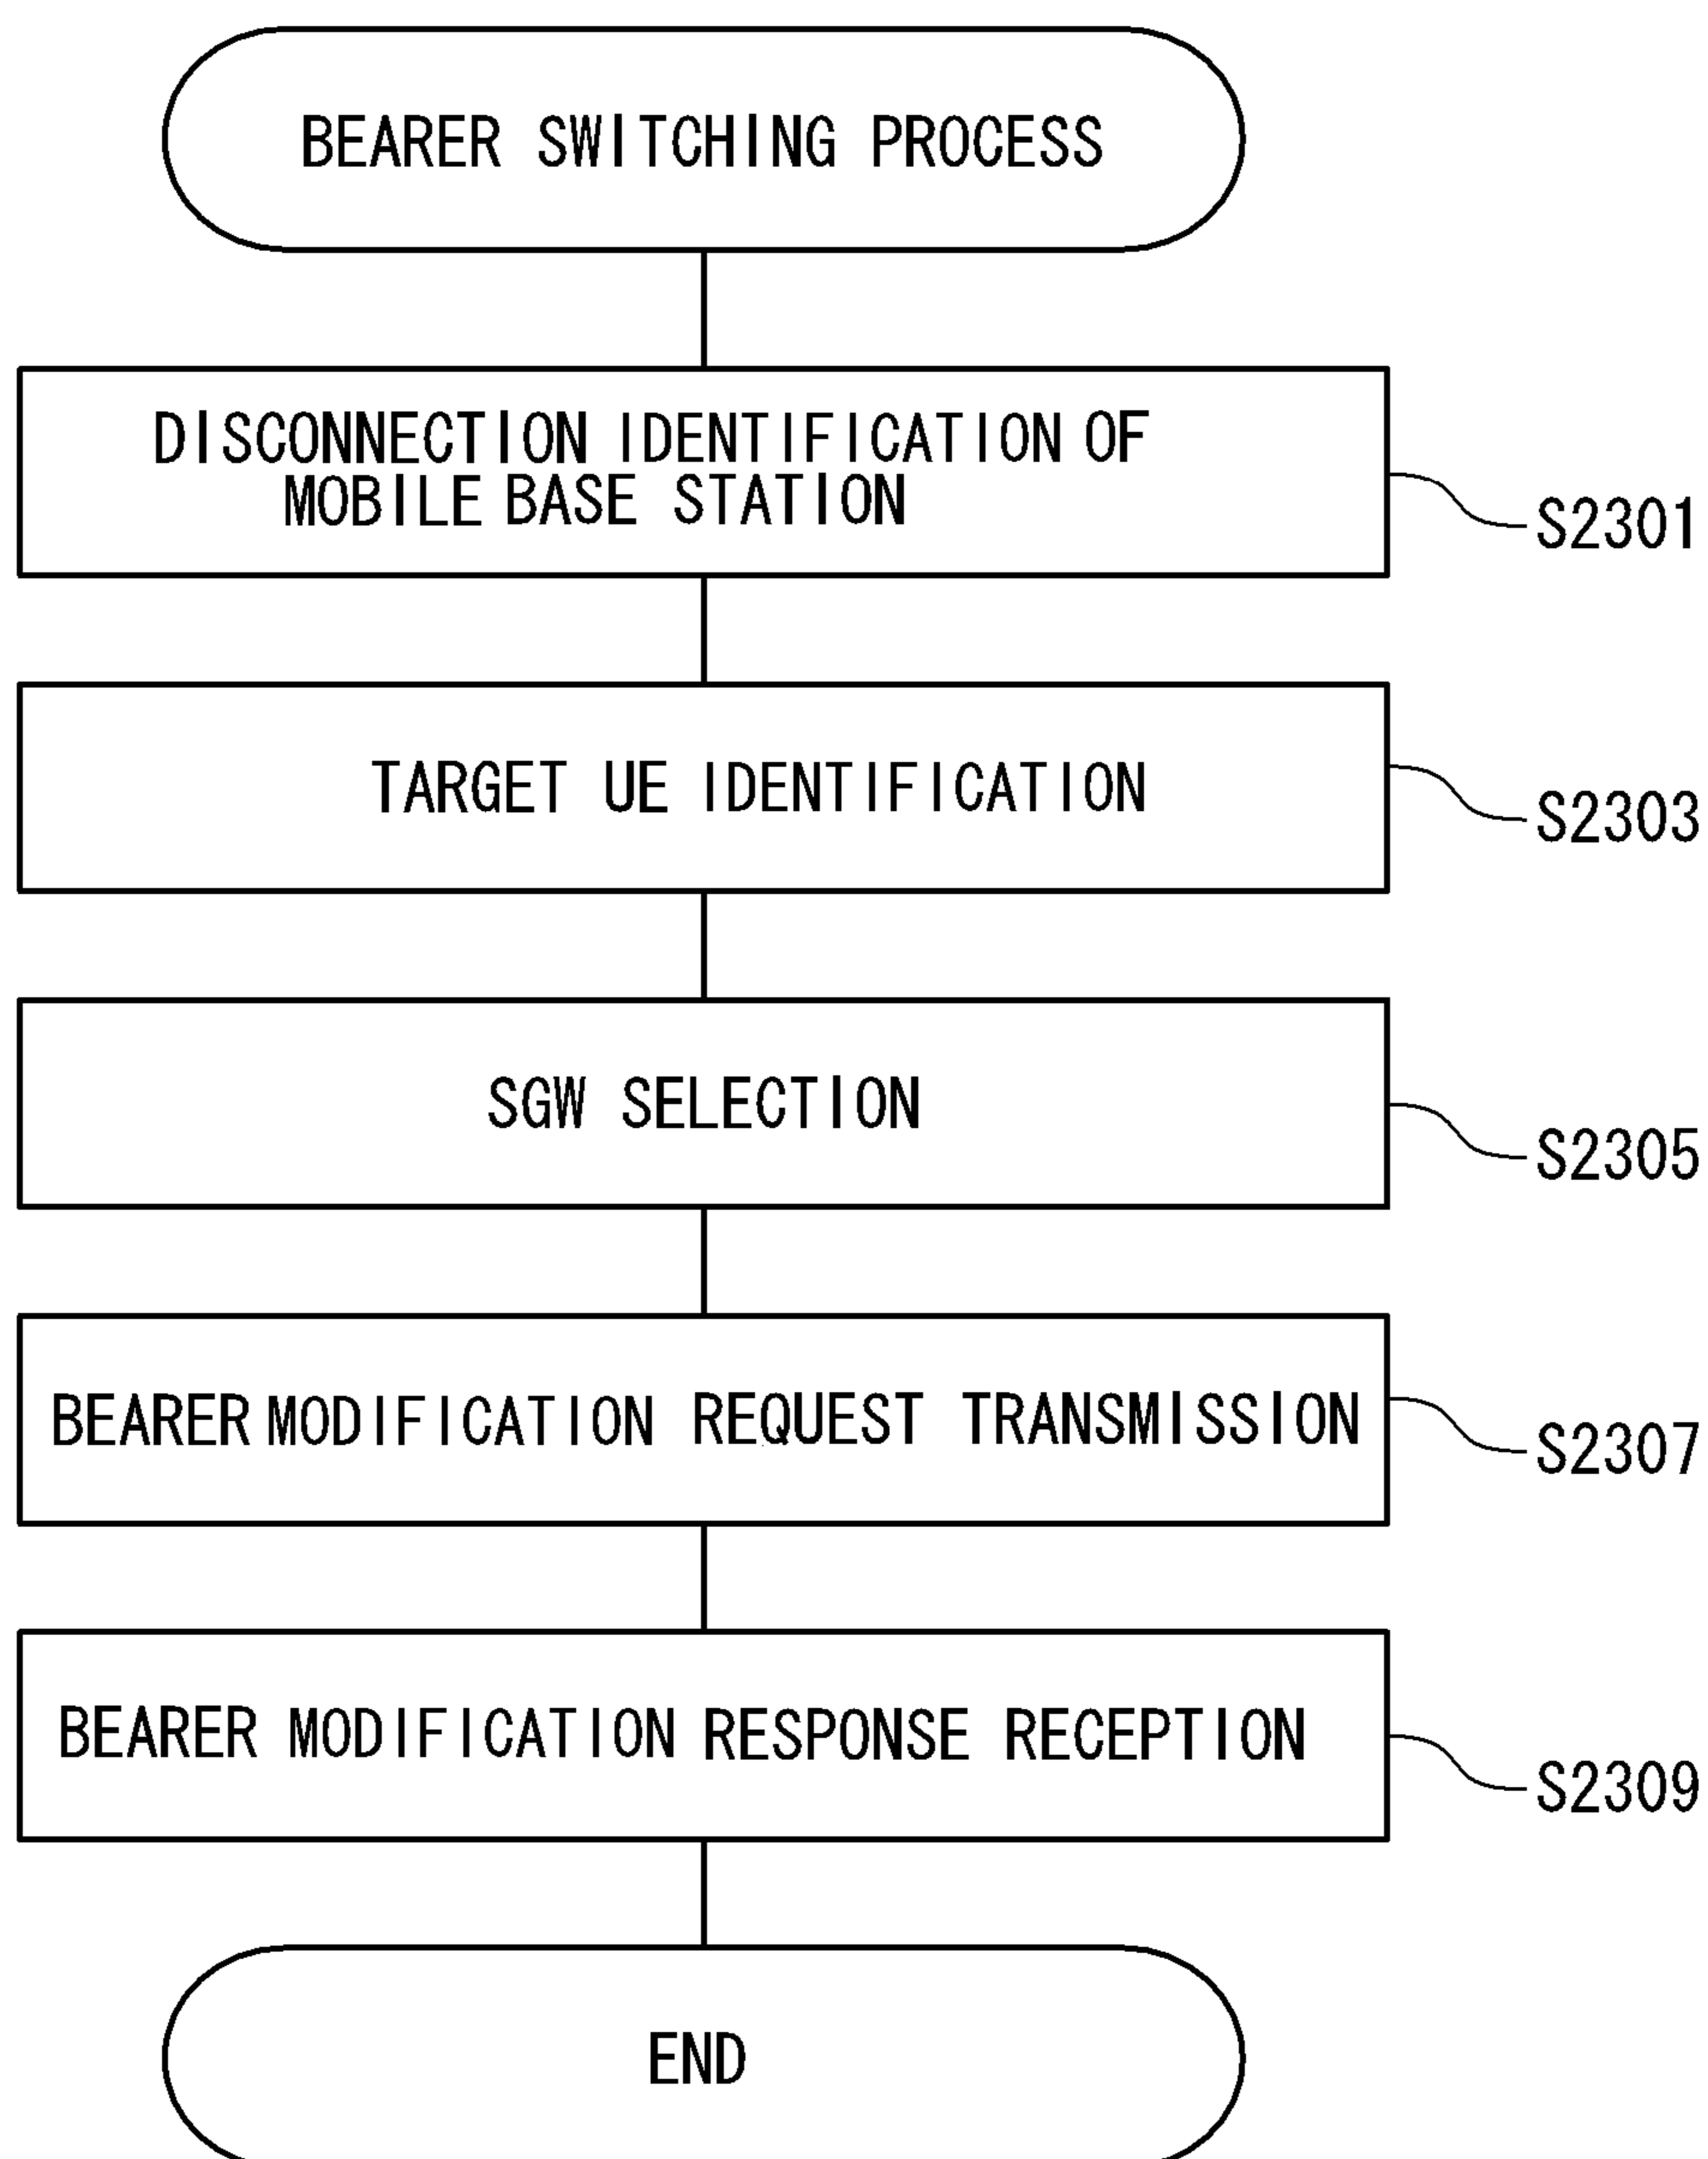 BEARER SWITCHING PROCESS
DISCONNECTION IDENTIFICATION OF
MOBILE BASE STATION
S2301
TARGET UE IDENTIFICATION
S2303
SGW SELECTION
S2305
BEARER MODIFICATION REQUEST TRANSMISSION
S2307
BEARER MODIFICATION RESPONSE RECEPTION
S2309
END